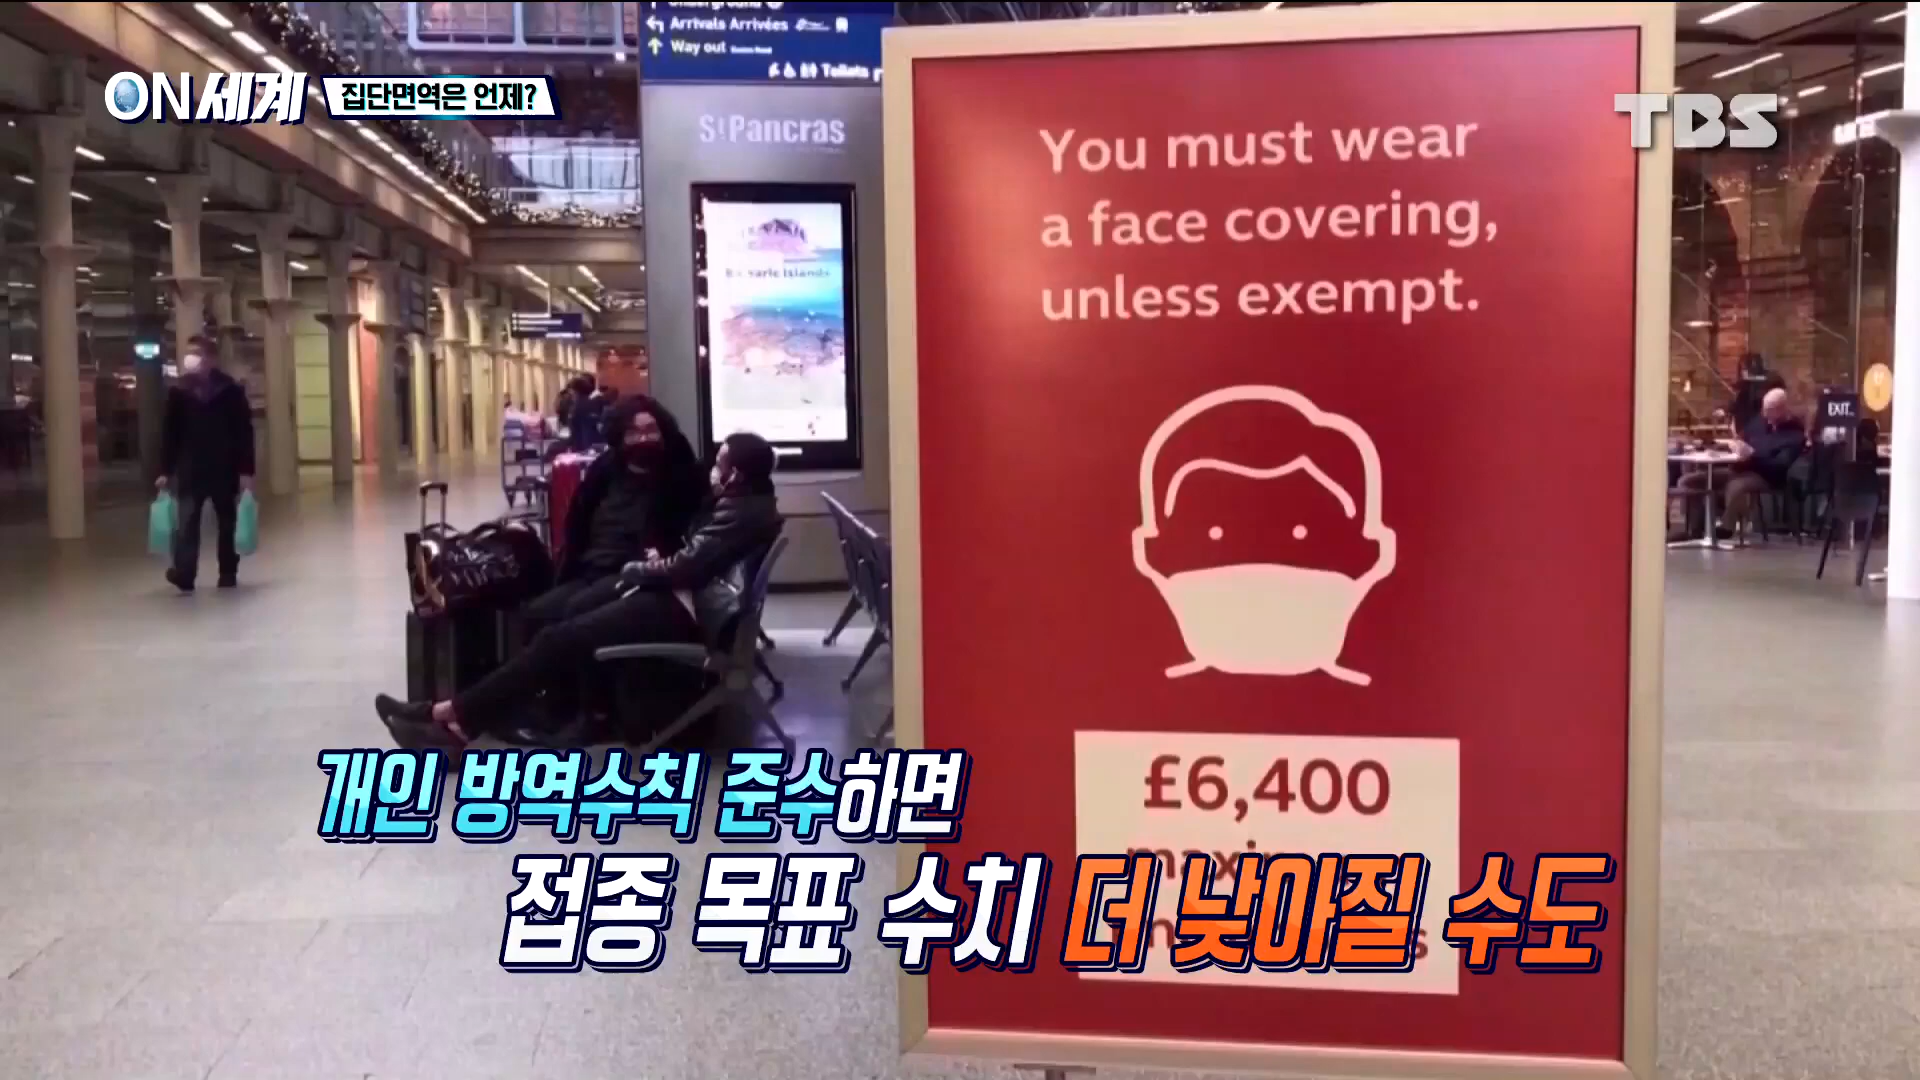 Underground
Arrivals Arrivées
Way out
Toilets
ON세계
집단면역은 언제?
TBS
St Pancras
You must wear
a face covering,
unless exempt.
EXIT
£6,400
개인 방역수칙 준수하면
접종 목표 수치 더 낮아질 수도